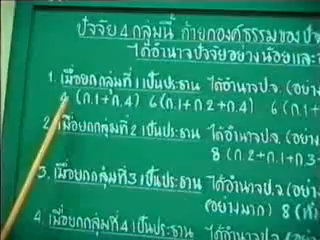 ปัจจัย ๔ กลุ่มนี้ ถ้ายกองค์ธรรมของปั
ได้อำนาจปัจจัยอย่างน้อยและอ
1. เมื่อยกกลุ่มที่ 1 เป็นประธาน ได้อำนาจป.จ. (อย่าง
4 (ก.1+ก.4) 6 (ก.1+ก.2+ก.4) 6 (ก.1+
2. เมื่อยกกลุ่มที่ 2 เป็นประธาน ได้อำนาจป.จ. (อย่
8 (ก.2+ก.1+ก.3
3. เมื่อยกกลุ่มที่ 3 เป็นประธาน ได้อำนาจป.จ. (อย่
(อย่างมาก) 8 (ทั้
4. เมื่อยกกลุ่มที่ 4 เป็นประธาน ได้อำนาจ